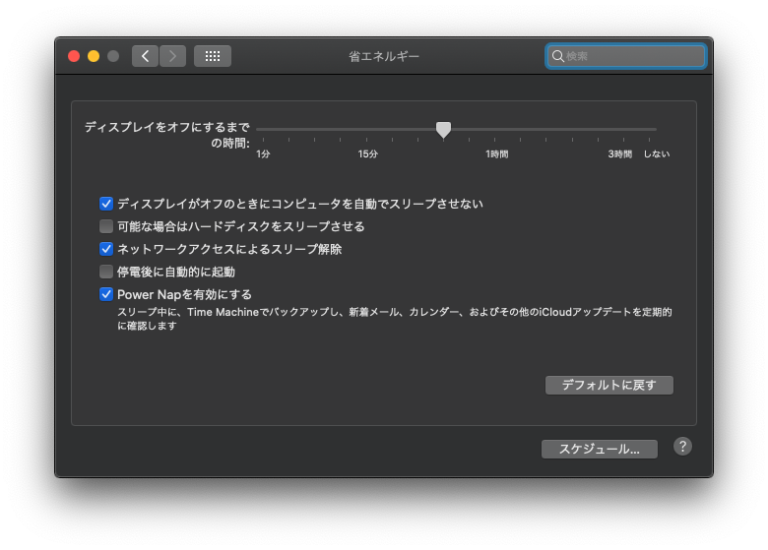 省エネルギー
検索
ディスプレイをオフにするまで
の時間:
1分 15分 1時間 3時間 しない
ディスプレイがオフのときにコンピュータを自動でスリープさせない
可能な場合はハードディスクをスリープさせる
ネットワークアクセスによるスリープ解除
停電後に自動的に起動
Power Napを有効にする
スリープ中に、Time Machineでバックアップし、新着メール、カレンダー、およびその他のiCloudアップデートを定期的
に確認します
デフォルトに戻す
スケジュール...
?